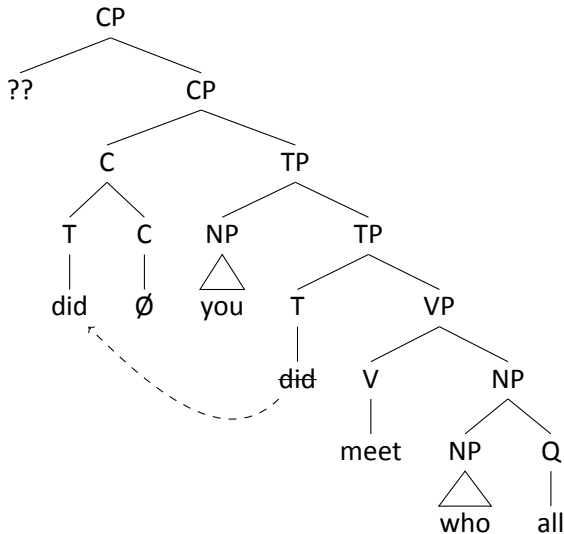 CP
?? CP
C TP
T C NP TP
did Ø you T VP
did V NP
meet NP Q
who all